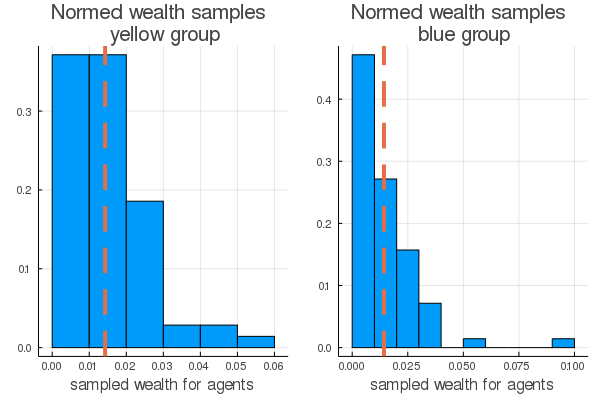 Normed wealth samples
yellow group
0.3
0.2
0.1
0.0
0.00 0.01 0.02 0.03 0.04 0.05 0.06
sampled wealth for agents
Normed wealth samples
blue group
0.4
0.3
0.2
0.1
0.0
0.000 0.025 0.050 0.075 0.100
sampled wealth for agents